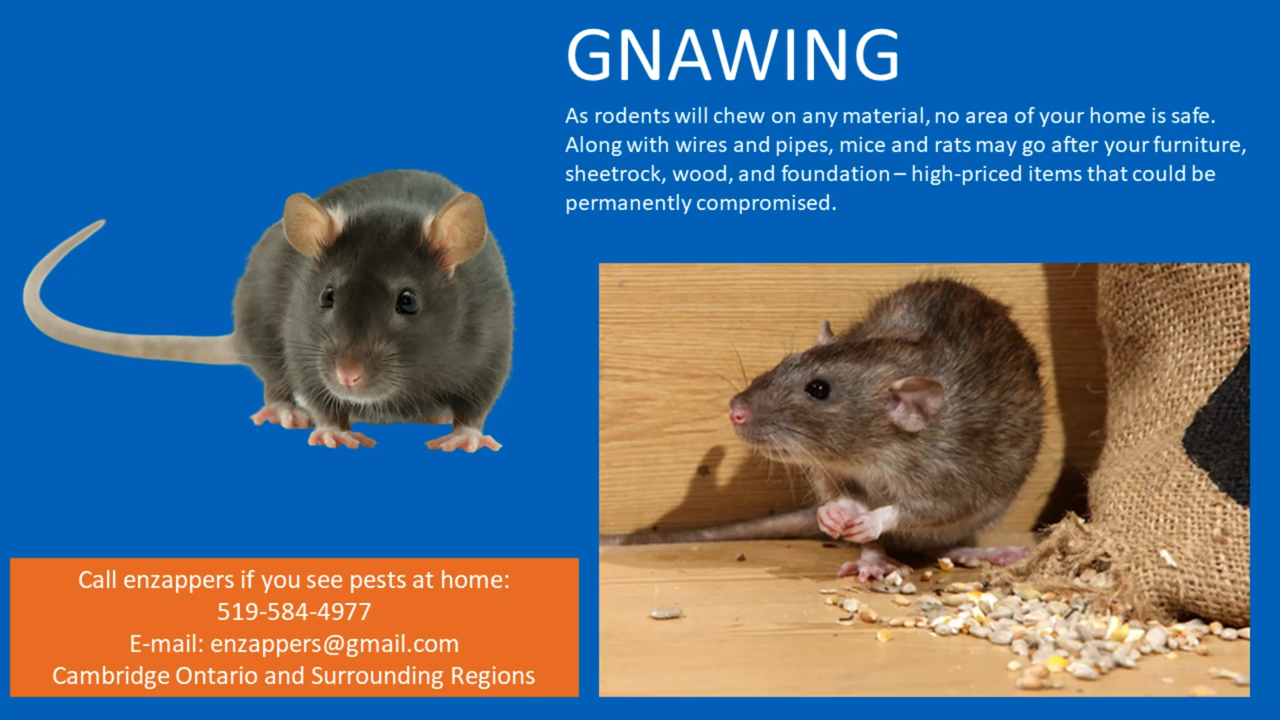 GNAWING
As rodents will chew on any material, no area of your home is safe.
Along with wires and pipes, mice and rats may go after your furniture,
sheetrock, wood, and foundation – high-priced items that could be
permanently compromised.
Call enzappers if you see pests at home:
519-584-4977
E-mail: enzappers@gmail.com
Cambridge Ontario and Surrounding Regions